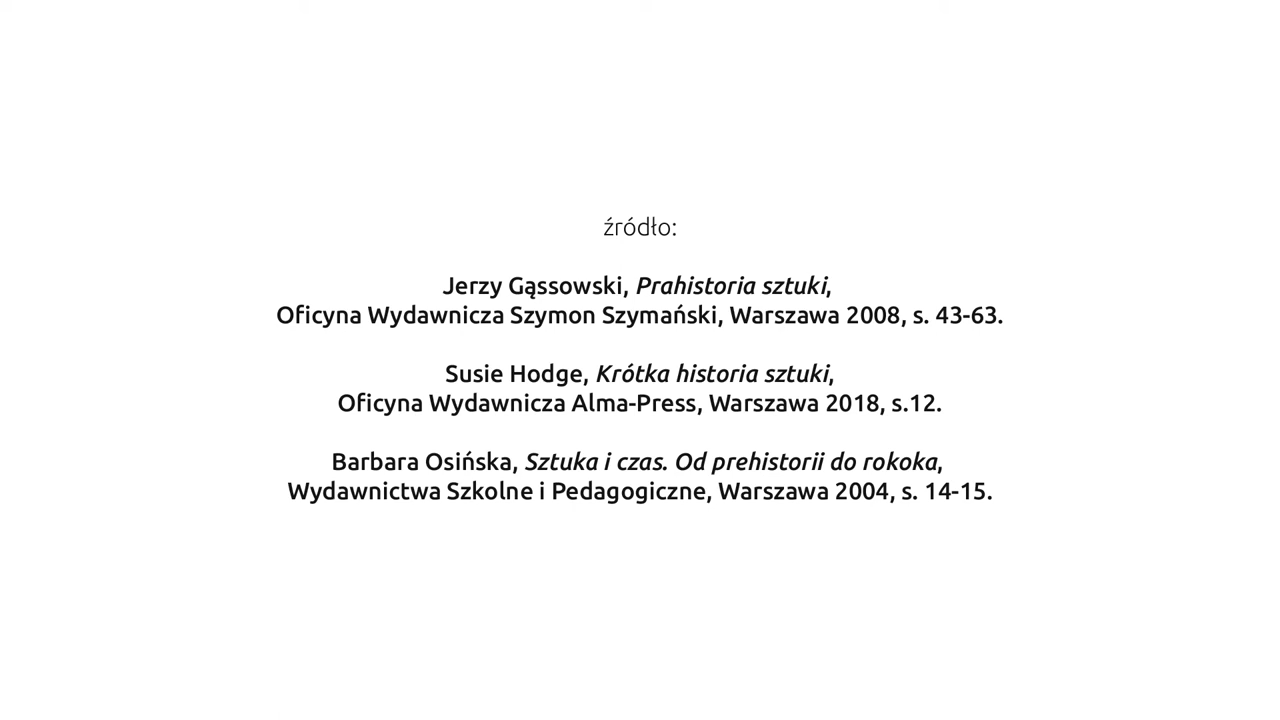 źródło:
Jerzy Gąssowski, Prahistoria sztuki,
Oficyna Wydawnicza Szymon Szymański, Warszawa 2008, s. 43-63.
Susie Hodge, Krótka historia sztuki,
Oficyna Wydawnicza Alma-Press, Warszawa 2018, s.12.
Barbara Osińska, Sztuka i czas. Od prehistorii do rokoka,
Wydawnictwa Szkolne i Pedagogiczne, Warszawa 2004, s. 14-15.